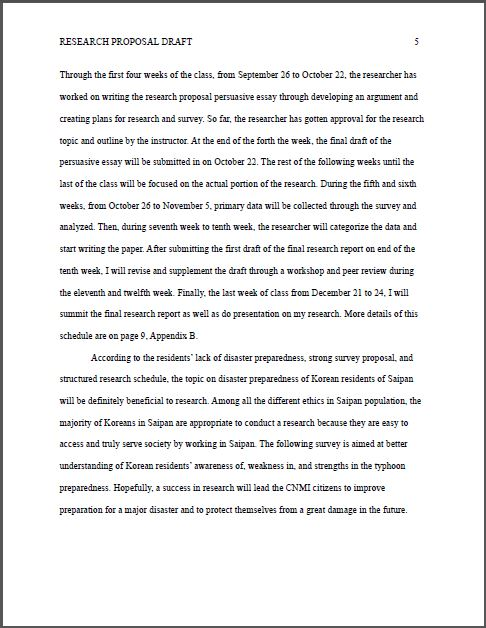 RESEARCH PROPOSAL DRAFT 5
Through the first four weeks of the class, from September 26 to October 22, the researcher has
worked on writing the research proposal persuasive essay through developing an argument and
creating plans for research and survey. So far, the researcher has gotten approval for the research
topic and outline by the instructor. At the end of the forth the week, the final draft of the
persuasive essay will be submitted in on October 22. The rest of the following weeks until the
last of the class will be focused on the actual portion of the research. During the fifth and sixth
weeks, from October 26 to November 5, primary data will be collected through the survey and
analyzed. Then, during seventh week to tenth week, the researcher will categorize the data and
start writing the paper. After submitting the first draft of the final research report on end of the
tenth week, I will revise and supplement the draft through a workshop and peer review during
the eleventh and twelfth week. Finally, the last week of class from December 21 to 24, I will
summit the final research report as well as do presentation on my research. More details of this
schedule are on page 9, Appendix B.
According to the residents' lack of disaster preparedness, strong survey proposal, and
structured research schedule, the topic on disaster preparedness of Korean residents of Saipan
will be definitely beneficial to research. Among all the different ethics in Saipan population, the
majority of Koreans in Saipan are appropriate to conduct a research because they are easy to
access and truly serve society by working in Saipan. The following survey is aimed at better
understanding of Korean residents' awareness of, weakness in, and strengths in the typhoon
preparedness. Hopefully, a success in research will lead the CNMI citizens to improve
preparation for a major disaster and to protect themselves from a great damage in the future.